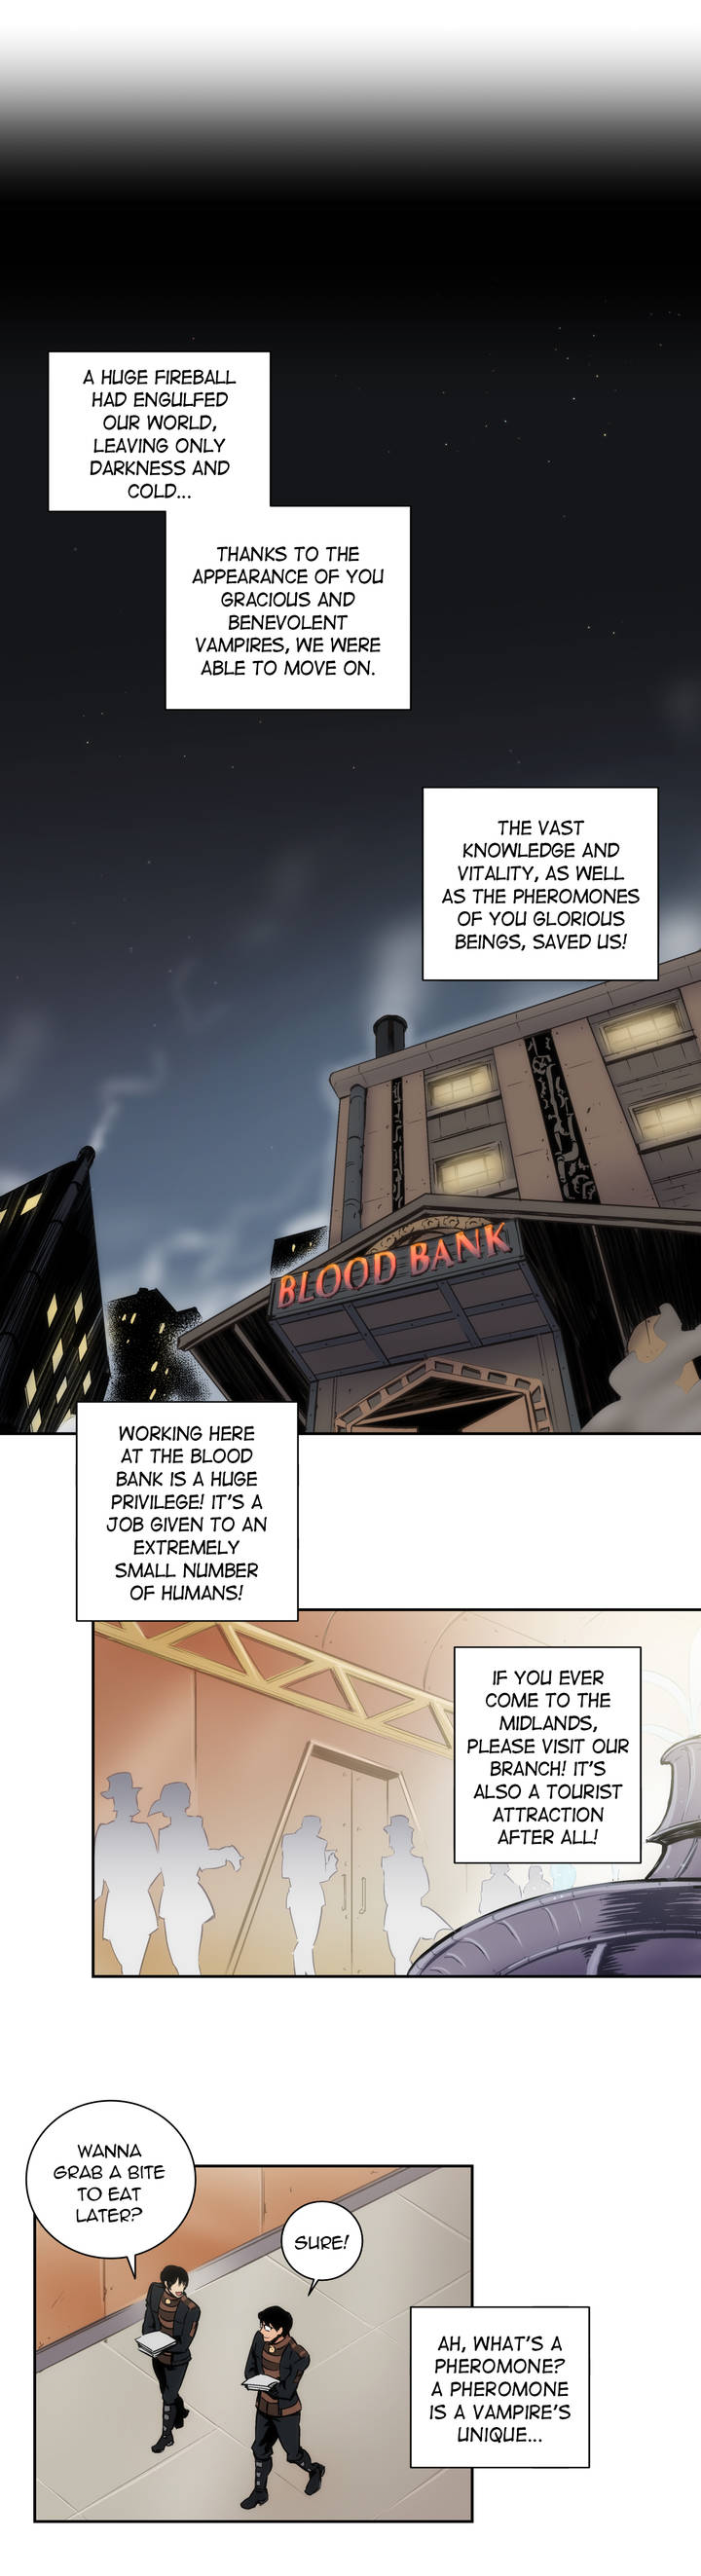 A HUGE FIREBALL
HAD ENGULFED
OUR WORLD,
LEAVING ONLY
DARKNESS AND
COLD...
THANKS TO THE
APPEARANCE OF YOU
GRACIOUS AND
BENEVOLENT
VAMPIRES, WE WERE
ABLE TO MOVE ON.
THE VAST
KNOWLEDGE AND
VITALITY, AS WELL
AS THE PHEROMONES
OF YOU GLORIOUS
BEINGS, SAVED US!
BLOOD BANK
WORKING HERE
AT THE BLOOD
BANK IS A HUGE
PRIVILEGE! IT'S A
JOB GIVEN TO AN
EXTREMELY
SMALL NUMBER
OF HUMANS!
IF YOU EVER
COME TO THE
MIDLANDS,
PLEASE VISIT OUR
BRANCH! IT'S
ALSO A TOURIST
ATTRACTION
AFTER ALL!
WANNA
GRAB A BITE
TO EAT
LATER?
SURE!
AH, WHAT'S A
PHEROMONE?
A PHEROMONE
IS A VAMPIRE'S
UNIQUE...